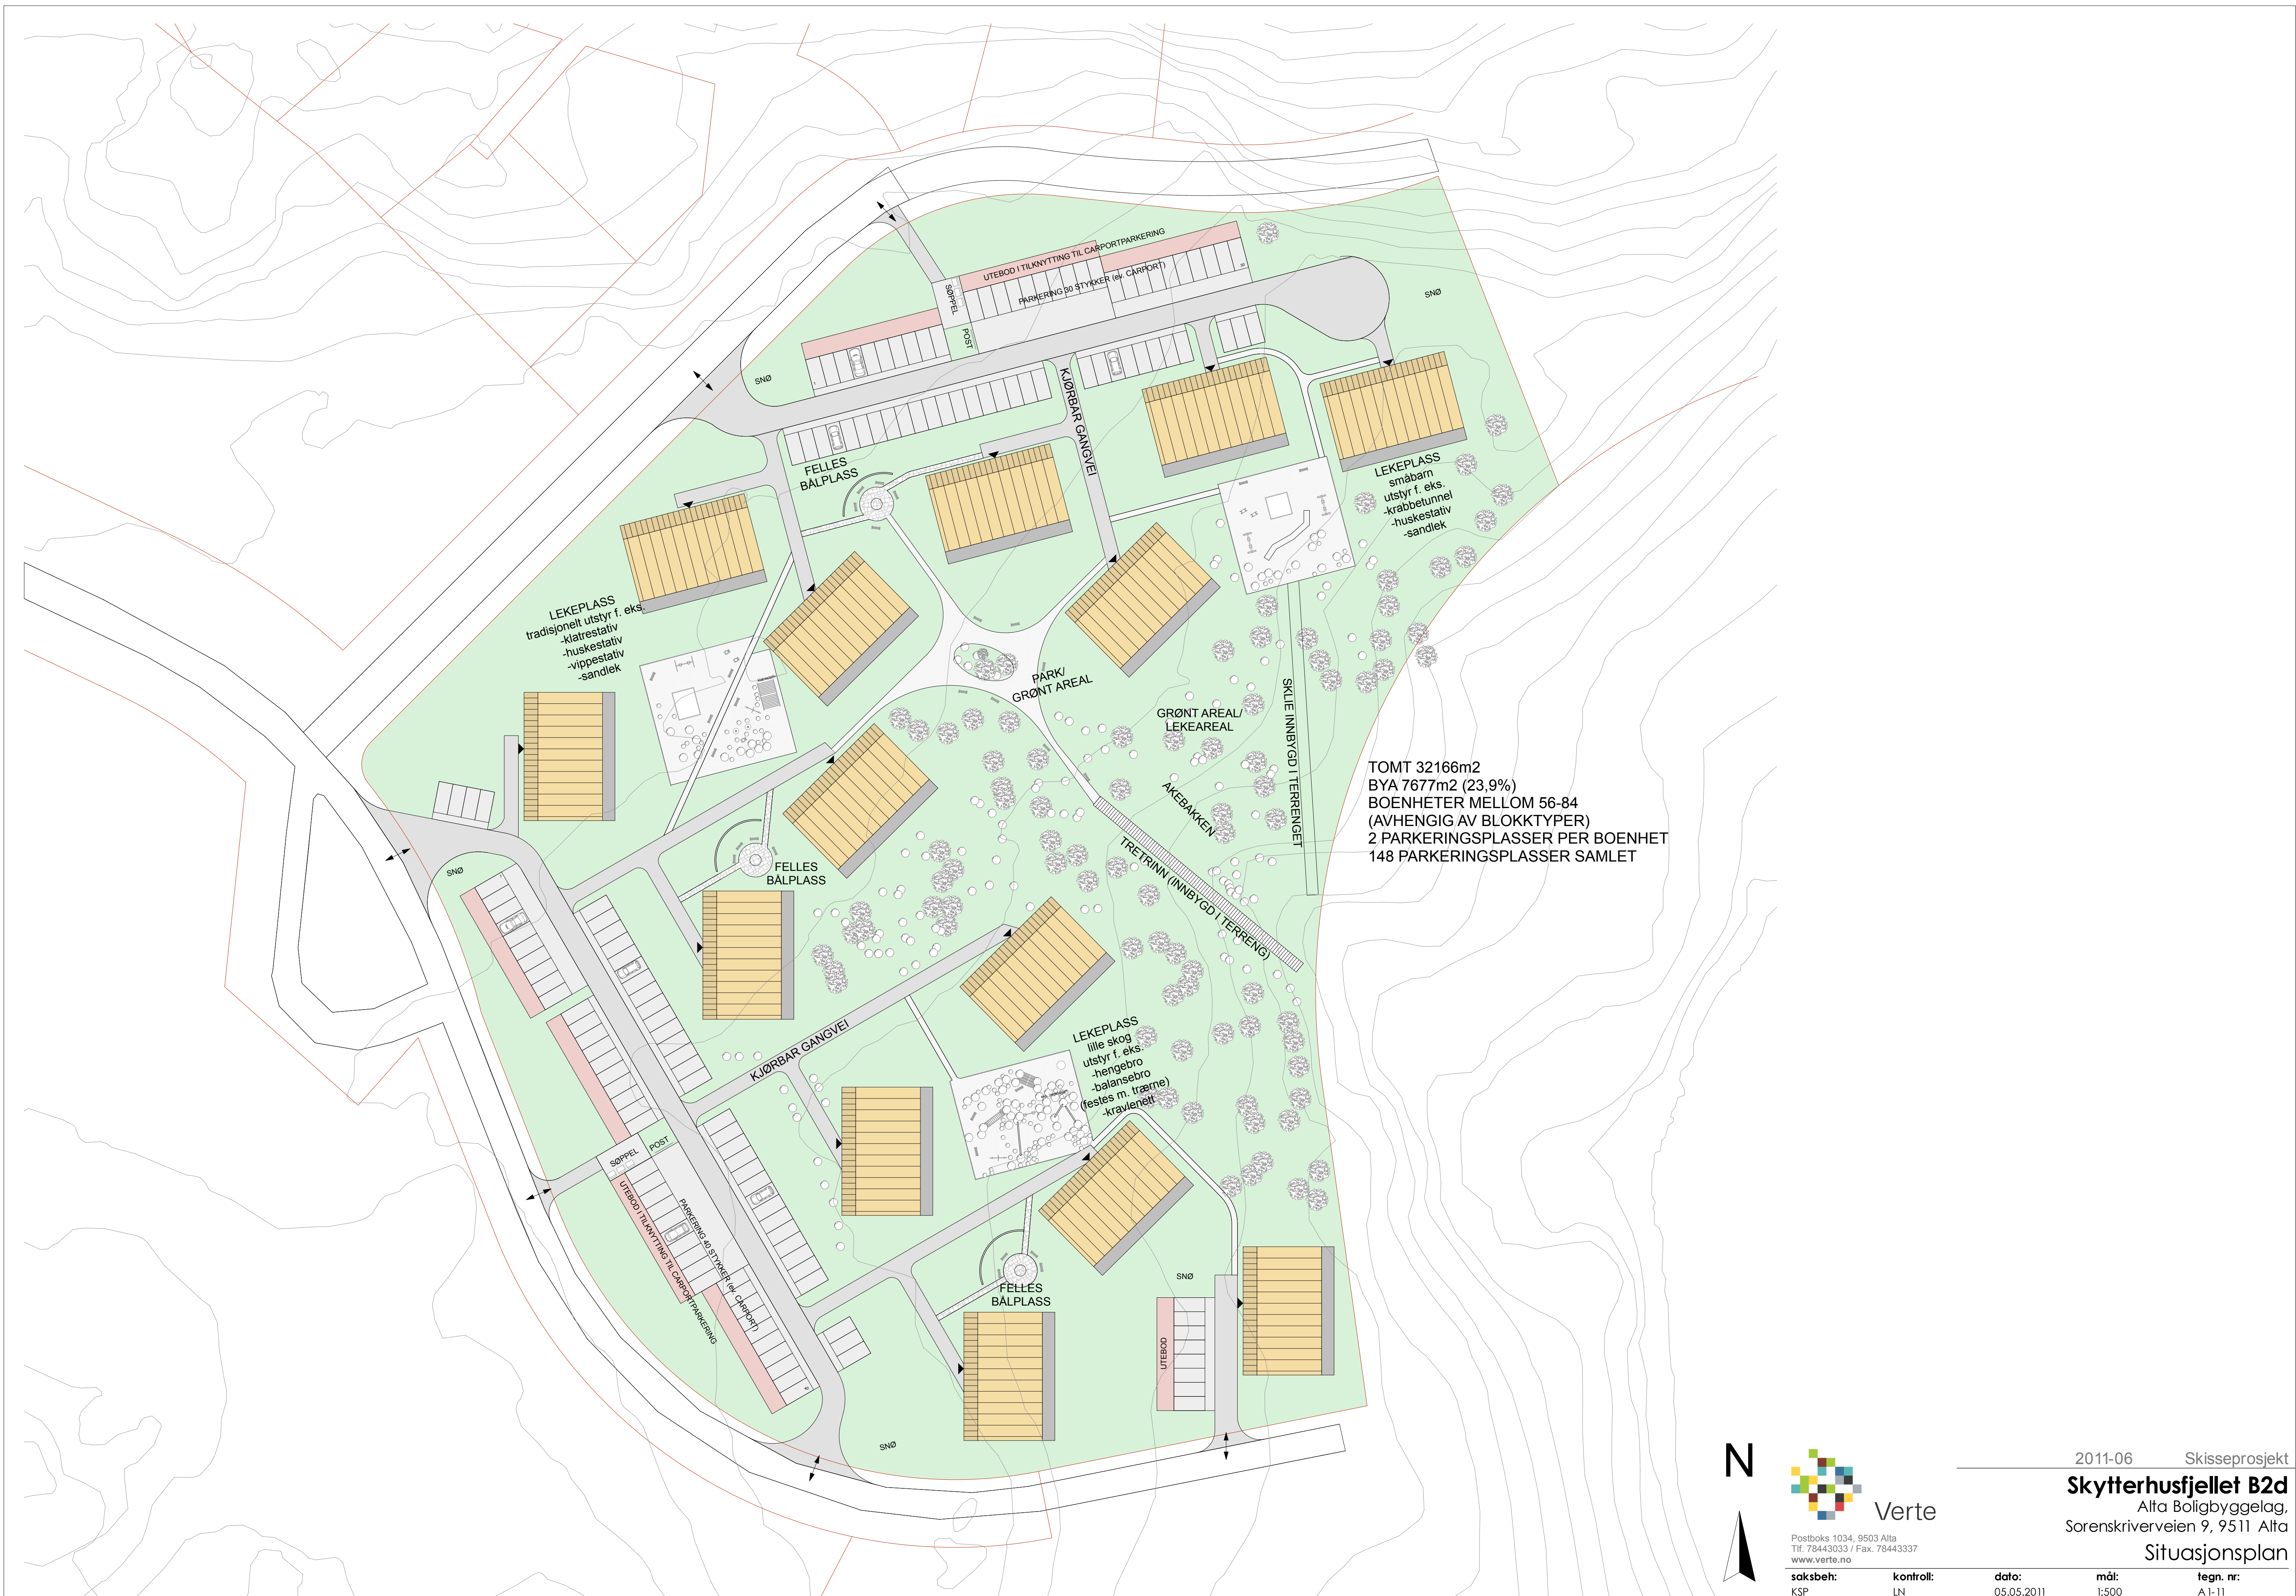 UTEBOD I TILKNYTTING TIL CARPORTPARKERING
PARKERING 30 STYKKER (ev. CARPORT)
30
SØPPEL
POST
SNØ
SNØ
1
KJØRBAR GANGVEI
FELLES
BÅLPLASS
LEKEPLASS
småbarn
utstyr f. eks.
-krabbetunnel
-huskestativ
-sandlek
LEKEPLASS
tradisjonelt utstyr f. eks.
-klatrestativ
-huskestativ
-vippestativ
-sandlek
PARK/
GRØNT AREAL
GRØNT AREAL/
LEKEAREAL
SKLIE INNBYGD I TERRENGET
AKEBAKKEN
TRETRINN (INNBYGD I TERRENG)
TOMT 32166m2
BYA 7677m2 (23,9%)
BOENHETER MELLOM 56-84
(AVHENGIG AV BLOKKTYPER)
2 PARKERINGSPLASSER PER BOENHET
148 PARKERINGSPLASSER SAMLET
SNØ
1
FELLES
BÅLPLASS
KJØRBAR GANGVEI
LEKEPLASS
lille skog
utstyr f. eks.
-hengebro
-balansebro
(festes m. trærne)
-kravlenett
SØPPEL
POST
UTEBOD I TILKNYTTING TIL CARPORTPARKERING
PARKERING 40 STYKKER (ev. CARPORT)
40
FELLES
BÅLPLASS
SNØ
UTEBOD
SNØ
N
Verte
Postboks 1034, 9503 Alta
Tlf. 78443033 / Fax. 78443337
www.verte.no
2011-06 Skisseprosjekt
Skytterhusfjellet B2d
Alta Boligbyggelag,
Sorenskriverveien 9, 9511 Alta
Situasjonsplan
saksbeh: kontroll: dato: mål: tegn. nr:
KSP LN 05.05.2011 1:500 A1-11